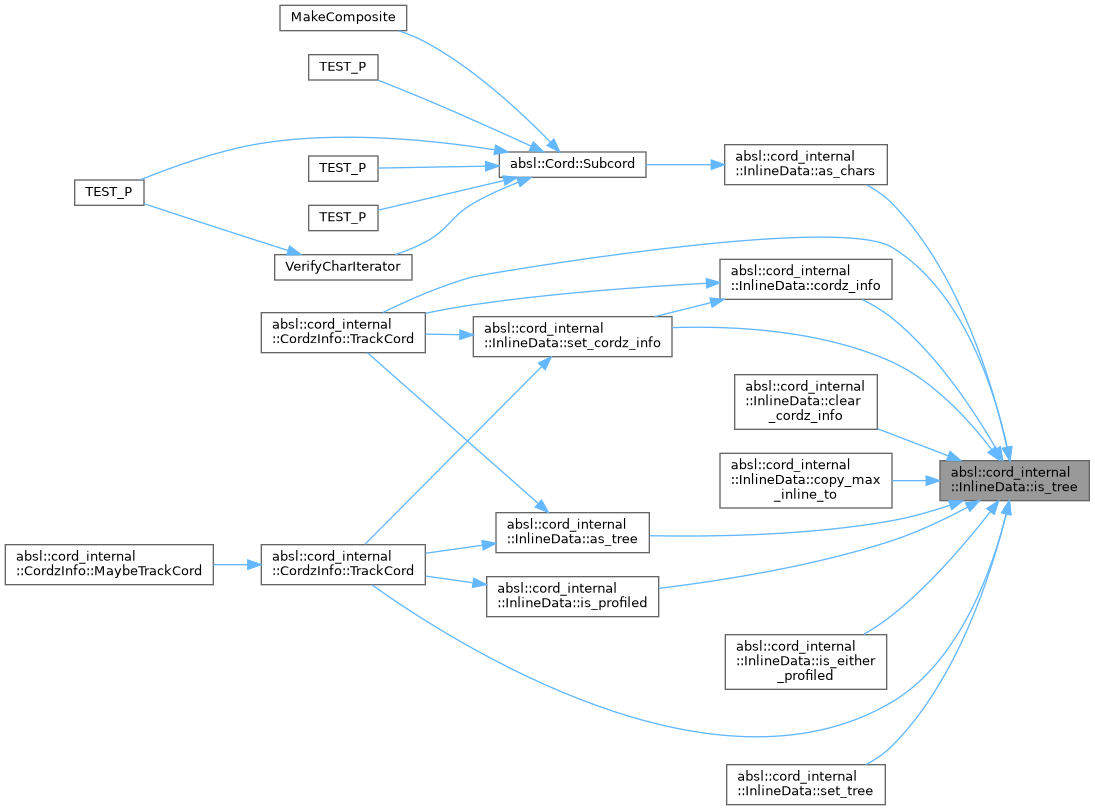 MakeComposite
TEST_P
TEST_P
absl::Cord::Subcord
absl::cord_internal
::InlineData::as_chars
TEST_P
TEST_P
VerifyCharIterator
absl::cord_internal
::InlineData::cordz_info
absl::cord_internal
::CordzInfo::TrackCord
absl::cord_internal
::InlineData::set_cordz_info
absl::cord_internal
::InlineData::clear
_cordz_info
absl::cord_internal
::InlineData::copy_max
_inline_to
absl::cord_internal
::InlineData::is_tree
absl::cord_internal
::InlineData::as_tree
absl::cord_internal
::CordzInfo::MaybeTrackCord
absl::cord_internal
::CordzInfo::TrackCord
absl::cord_internal
::InlineData::is_profiled
absl::cord_internal
::InlineData::is_either
_profiled
absl::cord_internal
::InlineData::set_tree